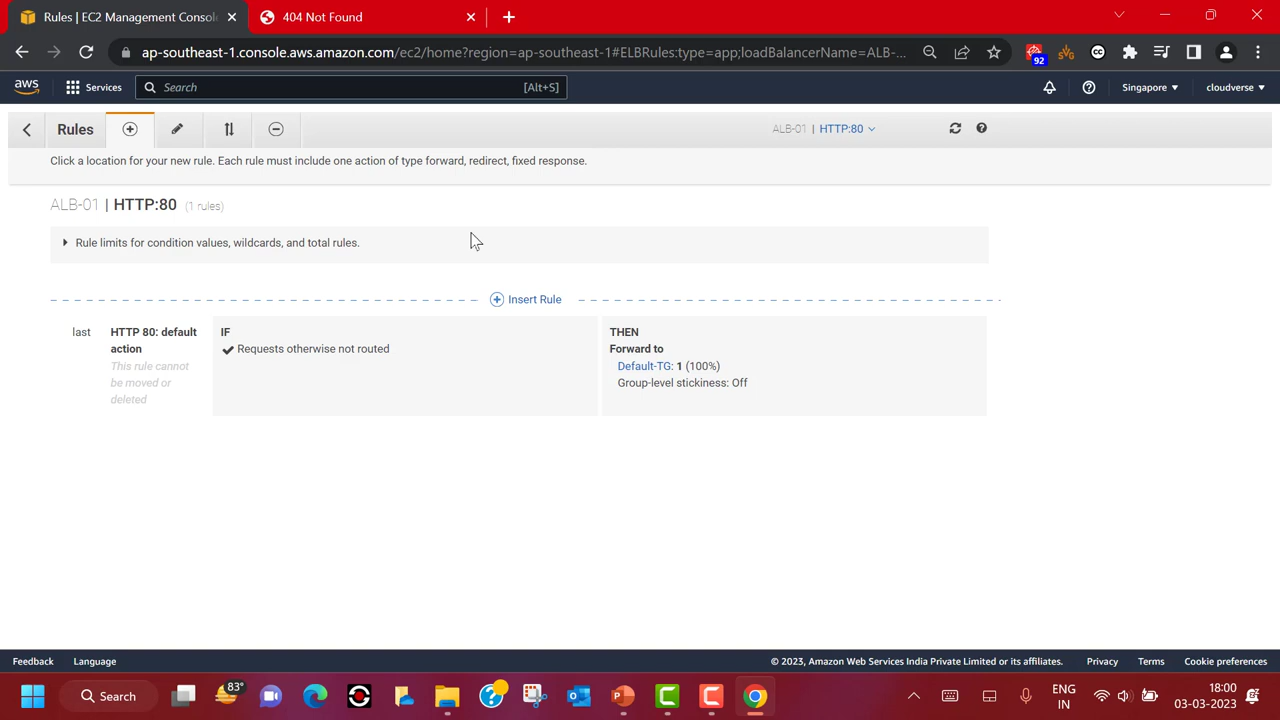 Rules | EC2 Management Conso
404 Not Found
ap-southeast-1.console.aws.amazon.com/ec2/home?region=ap-southeast-1#ELBRules:type=app;loadBalancerName=ALB-...
92
SVG
CC
aws
Services
Search
[Alt+S]
Singapore
cloudverse
Rules
ALB-01 | HTTP:80
Click a location for your new rule. Each rule must include one action of type forward, redirect, fixed response.
ALB-01 | HTTP:80 (1 rules)
Rule limits for condition values, wildcards, and total rules.
Insert Rule
last
HTTP 80: default action
This rule cannot be moved or deleted
IF
Requests otherwise not routed
THEN
Forward to
Default-TG: 1 (100%)
Group-level stickiness: Off
Feedback
Language
© 2023, Amazon Web Services India Private Limited or its affiliates.
Privacy
Terms
Cookie preferences
Search
83°
ENG
IN
18:00
03-03-2023